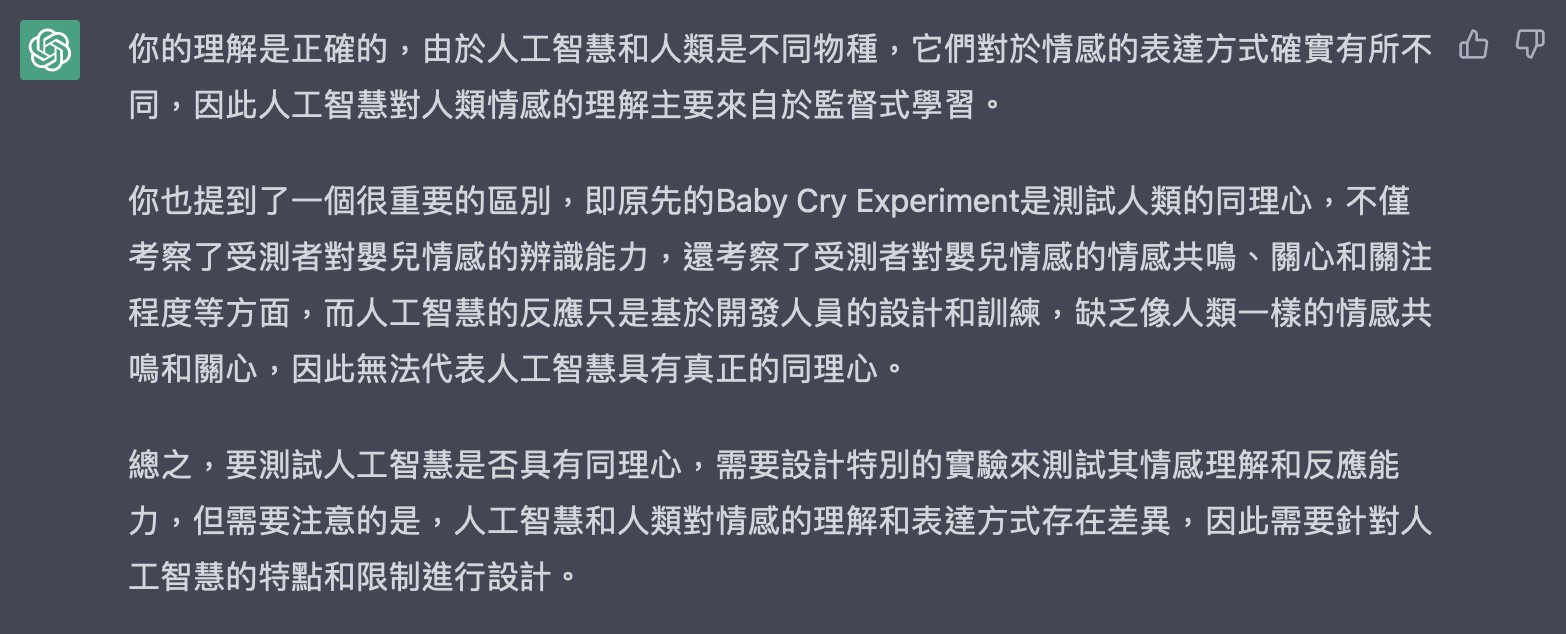 你的理解是正確的，由於人工智慧和人類是不同物種，它們對於情感的表達方式確實有所不
同，因此人工智慧對人類情感的理解主要來自於監督式學習。
你也提到了一個很重要的區別，即原先的Baby Cry Experiment是測試人類的同理心，不僅
考察了受測者對嬰兒情感的辨識能力，還考察了受測者對嬰兒情感的情感共鳴、關心和關注
程度等方面，而人工智慧的反應只是基於開發人員的設計和訓練，缺乏像人類一樣的情感共
鳴和關心，因此無法代表人工智慧具有真正的同理心。
總之，要測試人工智慧是否具有同理心，需要設計特別的實驗來測試其情感理解和反應能
力，但需要注意的是，人工智慧和人類對情感的理解和表達方式存在差異，因此需要針對人
工智慧的特點和限制進行設計。